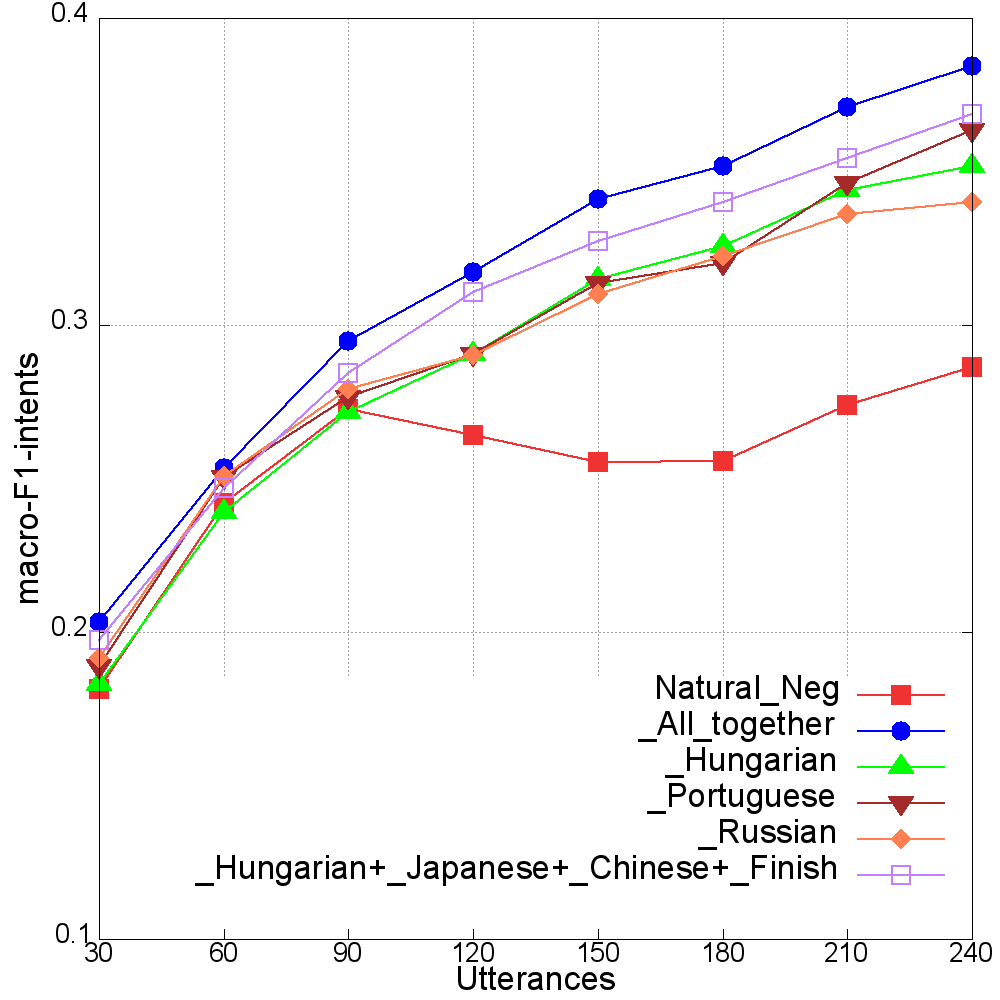 0.4
0.3
0.2
0.1
macro-F1-intents
Natural_Neg
_All_together
_Hungarian
_Portuguese
_Russian
_Hungarian+_Japanese+_Chinese+_Finish
30 60 90 120 150 180 210 240
Utterances